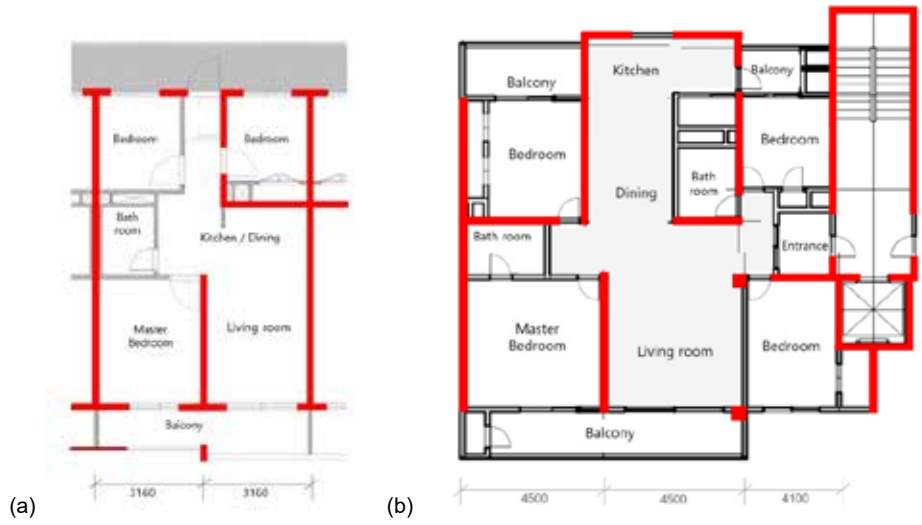 (a)
Bedroom
Bedroom
Bath
room
Kitchen / Dining
Master
Bedroom
Living room
Balcony
3160
3160
(b)
Balcony
Kitchen
Balcony
Bedroom
Bedroom
Bath
room
Dining
Bath room
Entrance
Master
Bedroom
Living room
Bedroom
Balcony
4500
4500
4100